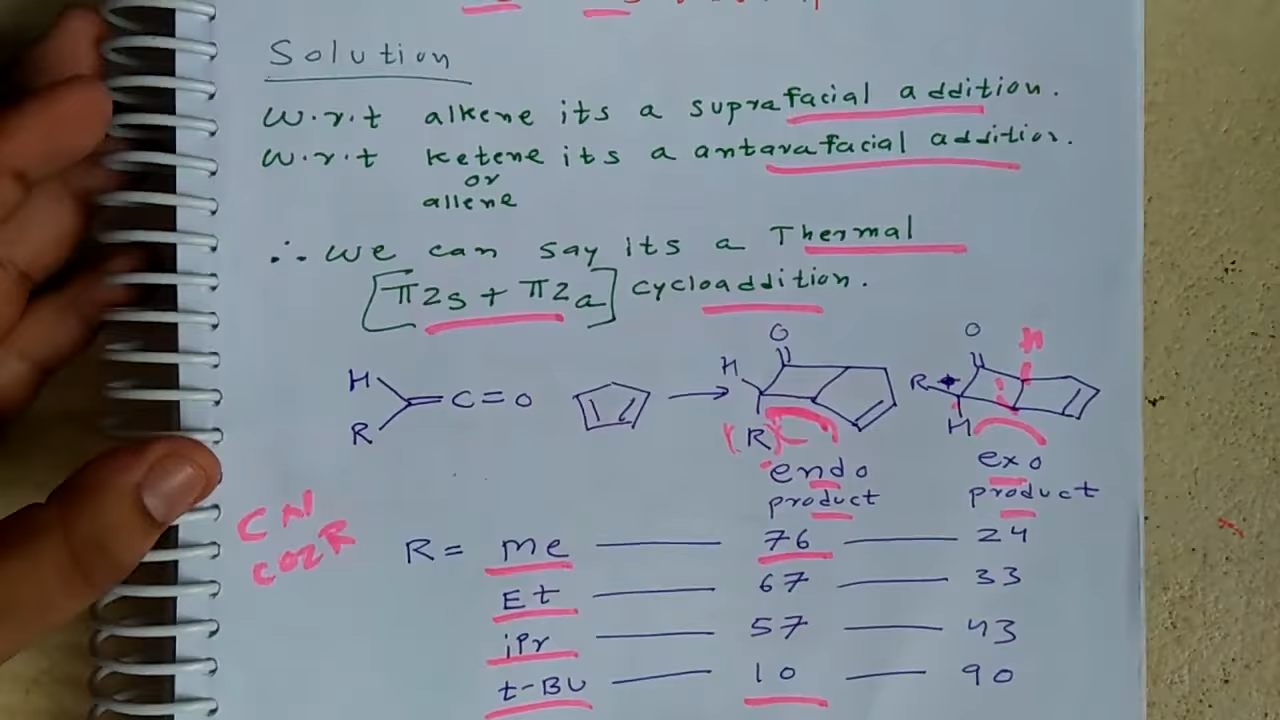 Solution
w.r.t alkene its a suprafacial addition.
w.r.t ketene its a antarafacial addition.
or
allene
∴ we can say its a Thermal
[π2s + π2a] cycloaddition.
O O H
H H R
H C=O
R (R) H
endo exo
product product
CN
CO2R
R = me 76 24
Et 67 33
iPr 57 43
t-BU 10 90